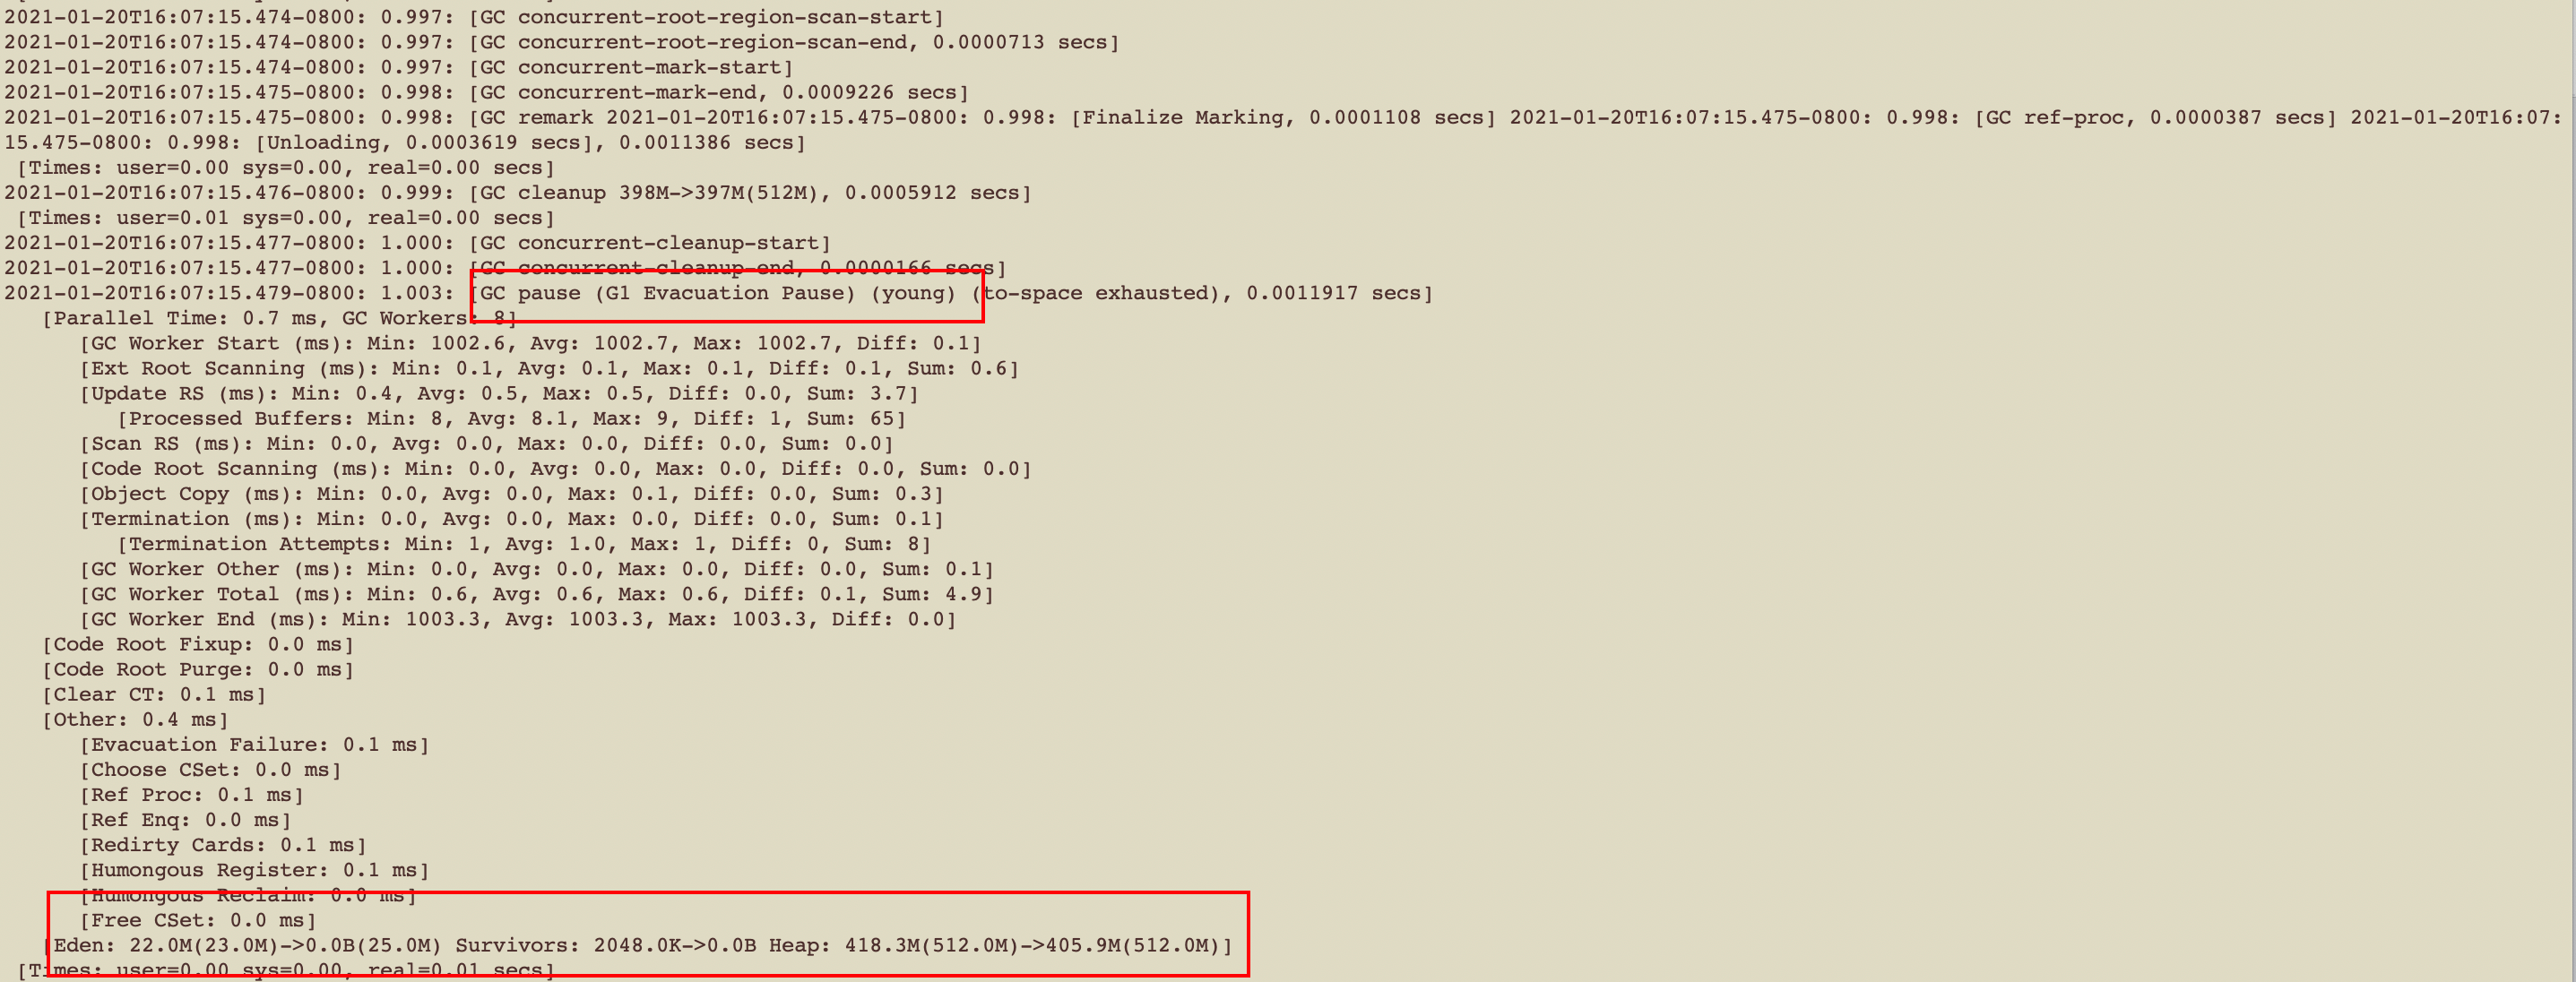 2021-01-20T16:07:15.474-0800: 0.997: [GC concurrent-root-region-scan-start]
2021-01-20T16:07:15.474-0800: 0.997: [GC concurrent-root-region-scan-end, 0.0000713 secs]
2021-01-20T16:07:15.474-0800: 0.997: [GC concurrent-mark-start]
2021-01-20T16:07:15.475-0800: 0.998: [GC concurrent-mark-end, 0.0009226 secs]
2021-01-20T16:07:15.475-0800: 0.998: [GC remark 2021-01-20T16:07:15.475-0800: 0.998: [Finalize Marking, 0.0001108 secs] 2021-01-20T16:07:15.475-0800: 0.998: [GC ref-proc, 0.0000387 secs] 2021-01-20T16:07:
15.475-0800: 0.998: [Unloading, 0.0003619 secs], 0.0011386 secs]
[Times: user=0.00 sys=0.00, real=0.00 secs]
2021-01-20T16:07:15.476-0800: 0.999: [GC cleanup 398M->397M(512M), 0.0005912 secs]
[Times: user=0.01 sys=0.00, real=0.00 secs]
2021-01-20T16:07:15.477-0800: 1.000: [GC concurrent-cleanup-start]
2021-01-20T16:07:15.477-0800: 1.000: [GC concurrent-cleanup-end, 0.0000166 secs]
2021-01-20T16:07:15.479-0800: 1.003: [GC pause (G1 Evacuation Pause) (young) (to-space exhausted), 0.0011917 secs]
[Parallel Time: 0.7 ms, GC Workers: 8]
[GC Worker Start (ms): Min: 1002.6, Avg: 1002.7, Max: 1002.7, Diff: 0.1]
[Ext Root Scanning (ms): Min: 0.1, Avg: 0.1, Max: 0.1, Diff: 0.1, Sum: 0.6]
[Update RS (ms): Min: 0.4, Avg: 0.5, Max: 0.5, Diff: 0.0, Sum: 3.7]
[Processed Buffers: Min: 8, Avg: 8.1, Max: 9, Diff: 1, Sum: 65]
[Scan RS (ms): Min: 0.0, Avg: 0.0, Max: 0.0, Diff: 0.0, Sum: 0.0]
[Code Root Scanning (ms): Min: 0.0, Avg: 0.0, Max: 0.0, Diff: 0.0, Sum: 0.0]
[Object Copy (ms): Min: 0.0, Avg: 0.0, Max: 0.1, Diff: 0.0, Sum: 0.3]
[Termination (ms): Min: 0.0, Avg: 0.0, Max: 0.0, Diff: 0.0, Sum: 0.1]
[Termination Attempts: Min: 1, Avg: 1.0, Max: 1, Diff: 0, Sum: 8]
[GC Worker Other (ms): Min: 0.0, Avg: 0.0, Max: 0.0, Diff: 0.0, Sum: 0.1]
[GC Worker Total (ms): Min: 0.6, Avg: 0.6, Max: 0.6, Diff: 0.1, Sum: 4.9]
[GC Worker End (ms): Min: 1003.3, Avg: 1003.3, Max: 1003.3, Diff: 0.0]
[Code Root Fixup: 0.0 ms]
[Code Root Purge: 0.0 ms]
[Clear CT: 0.1 ms]
[Other: 0.4 ms]
[Evacuation Failure: 0.1 ms]
[Choose CSet: 0.0 ms]
[Ref Proc: 0.1 ms]
[Ref Enq: 0.0 ms]
[Redirty Cards: 0.1 ms]
[Humongous Register: 0.1 ms]
[Humongous Reclaim: 0.0 ms]
[Free CSet: 0.0 ms]
[Eden: 22.0M(23.0M)->0.0B(25.0M) Survivors: 2048.0K->0.0B Heap: 418.3M(512.0M)->405.9M(512.0M)]
[Times: user=0.00 sys=0.00, real=0.01 secs]